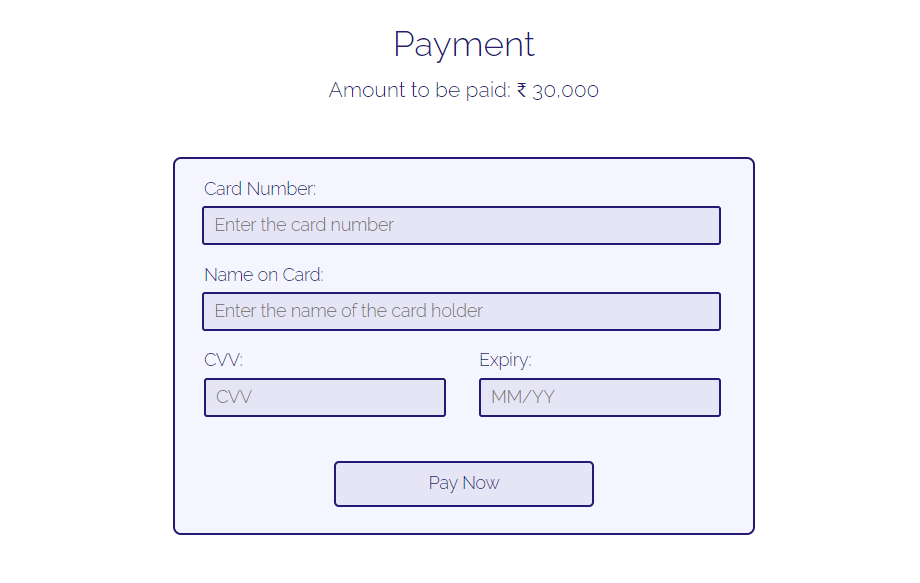 Payment
Amount to be paid: ₹ 30,000
Card Number:
Enter the card number
Name on Card:
Enter the name of the card holder
CVV: Expiry:
CVV MM/YY
Pay Now